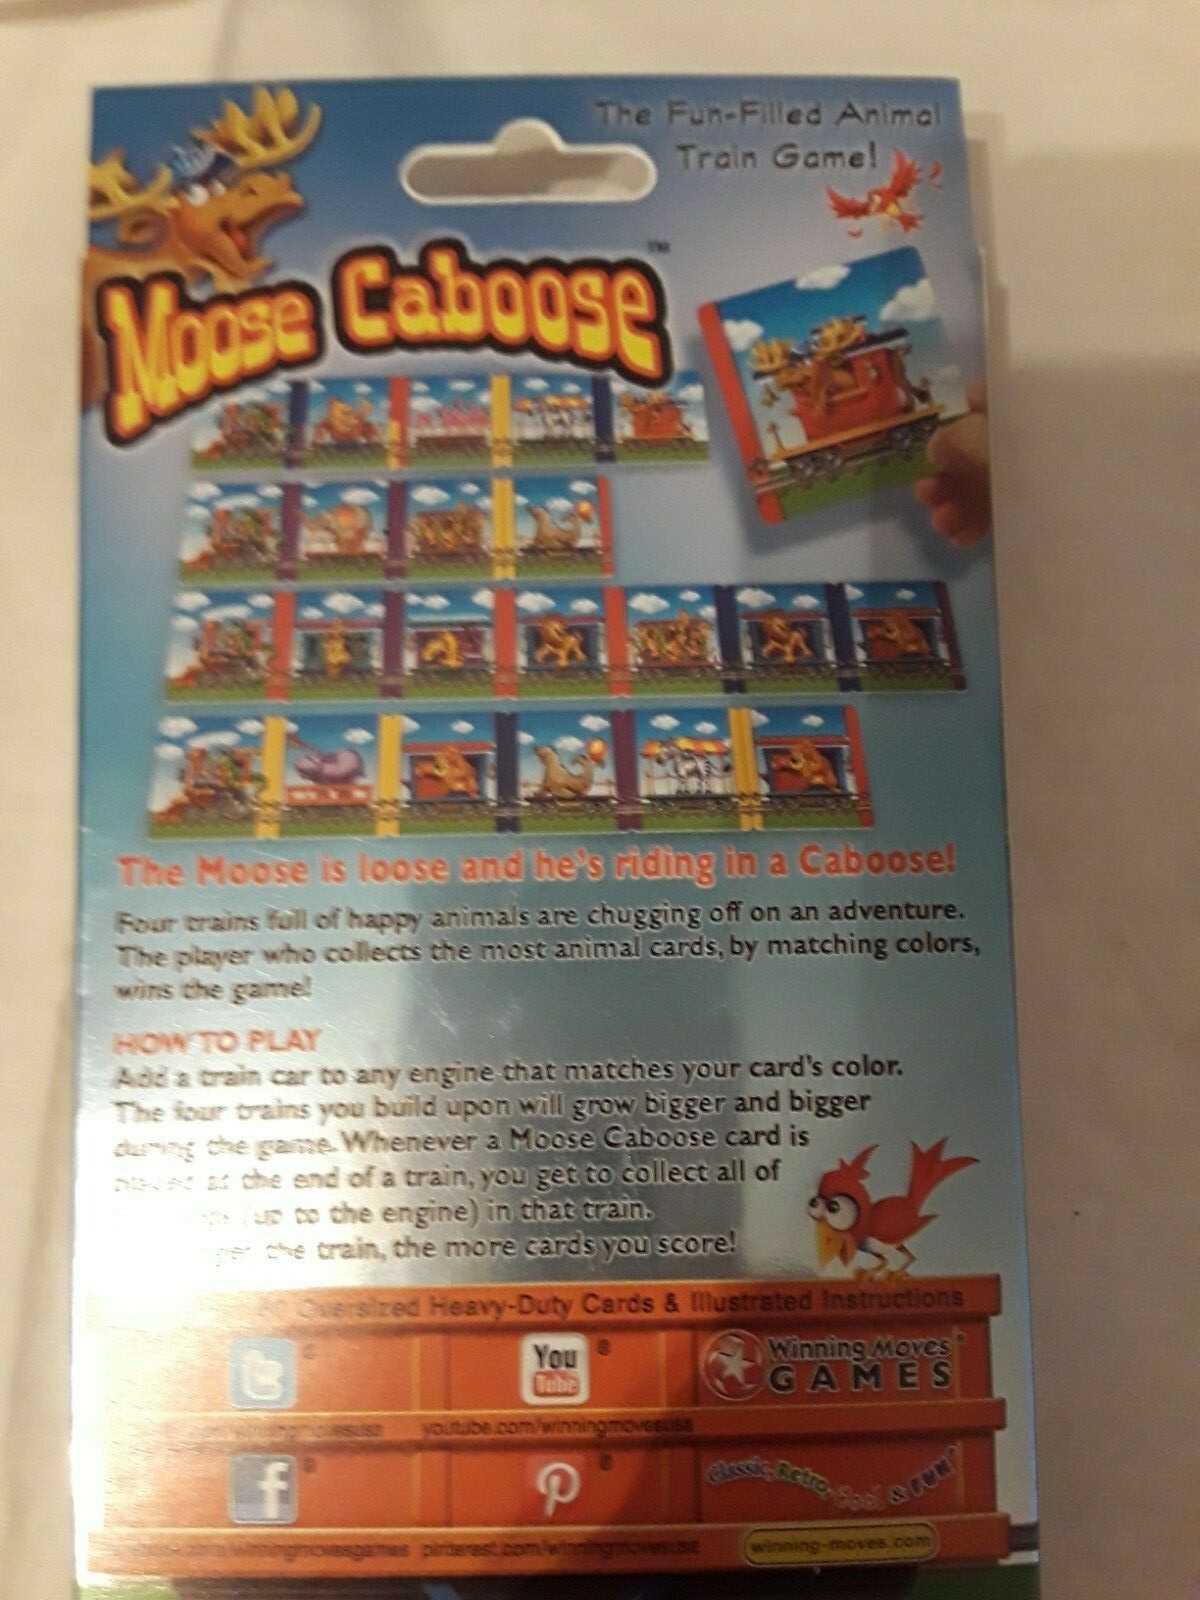 The Fun-Filled Animal
Train Game!
Moose Caboose™
The Moose is loose and he's riding in a Caboose!
Four trains full of happy animals are chugging off on an adventure.
The player who collects the most animal cards, by matching colors,
wins the game!
HOW TO PLAY
Add a train car to any engine that matches your card's color.
The four trains you build upon will grow bigger and bigger
during the game. Whenever a Moose Caboose card is
placed at the end of a train, you get to collect all of
(up to the engine) in that train.
the train, the more cards you score!
Oversized Heavy-Duty Cards & Illustrated Instructions
t ®
You Tube ®
Winning Moves®
GAMES
winningmovesusa youtube.com/winningmovesusa
f ®
P ®
Classic, Retro, Cool & FUN!
.com/winningmovesgames pinterest.com/winningmovesusa winning-moves.com